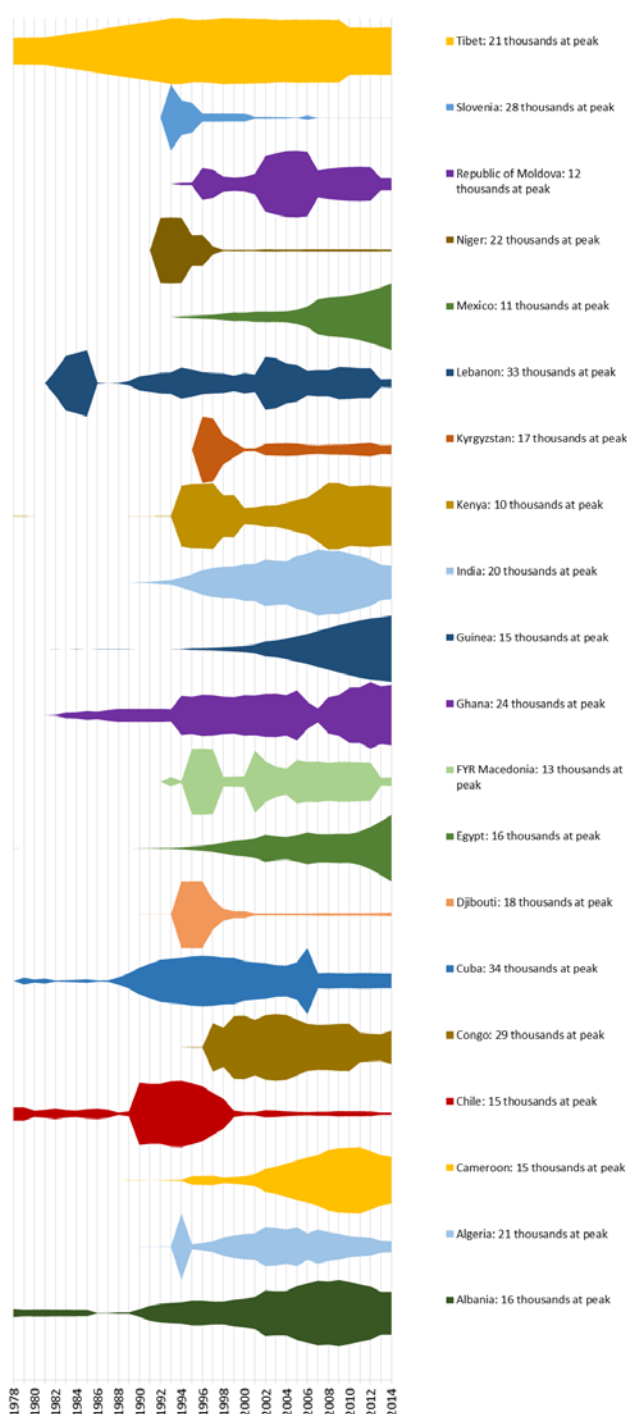 Tibet: 21 thousands at peak
Slovenia: 28 thousands at peak
Republic of Moldova: 12
thousands at peak
Niger: 22 thousands at peak
Mexico: 11 thousands at peak
Lebanon: 33 thousands at peak
Kyrgyzstan: 17 thousands at peak
Kenya: 10 thousands at peak
India: 20 thousands at peak
Guinea: 15 thousands at peak
Ghana: 24 thousands at peak
FYR Macedonia: 13 thousands at
peak
Egypt: 16 thousands at peak
Djibouti: 18 thousands at peak
Cuba: 34 thousands at peak
Congo: 29 thousands at peak
Chile: 15 thousands at peak
Cameroon: 15 thousands at peak
Algeria: 21 thousands at peak
Albania: 16 thousands at peak
1978
1980
1982
1984
1986
1988
1990
1992
1994
1996
1998
2000
2002
2004
2006
2008
2010
2012
2014